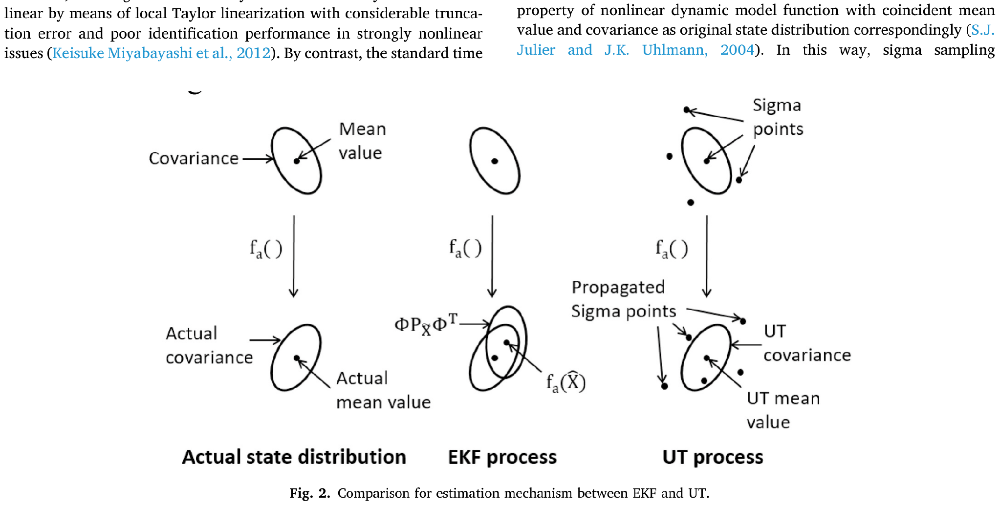 linear by means of local Taylor linearization with considerable trunca-
tion error and poor identification performance in strongly nonlinear
issues (Keisuke Miyabayashi et al., 2012). By contrast, the standard time
property of nonlinear dynamic model function with coincident mean
value and covariance as original state distribution correspondingly (S.J.
Julier and J.K. Uhlmann, 2004). In this way, sigma sampling
Covariance
Mean
value
Sigma
points
fₐ( )
fₐ( )
fₐ( )
Actual
covariance
Actual
mean value
ΦP_X̃Φᵀ
fₐ(X̂)
Propagated
Sigma points
UT
covariance
UT mean
value
Actual state distribution
EKF process
UT process
Fig. 2. Comparison for estimation mechanism between EKF and UT.